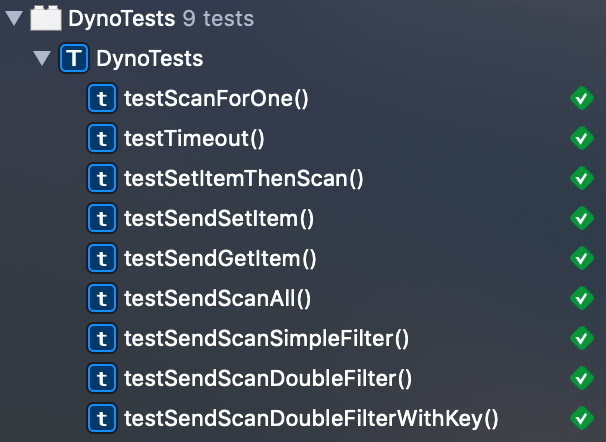 DynoTests 9 tests
T DynoTests
t testScanForOne()
t testTimeout()
t testSetItemThenScan()
t testSendSetItem()
t testSendGetItem()
t testSendScanAll()
t testSendScanSimpleFilter()
t testSendScanDoubleFilter()
t testSendScanDoubleFilterWithKey()